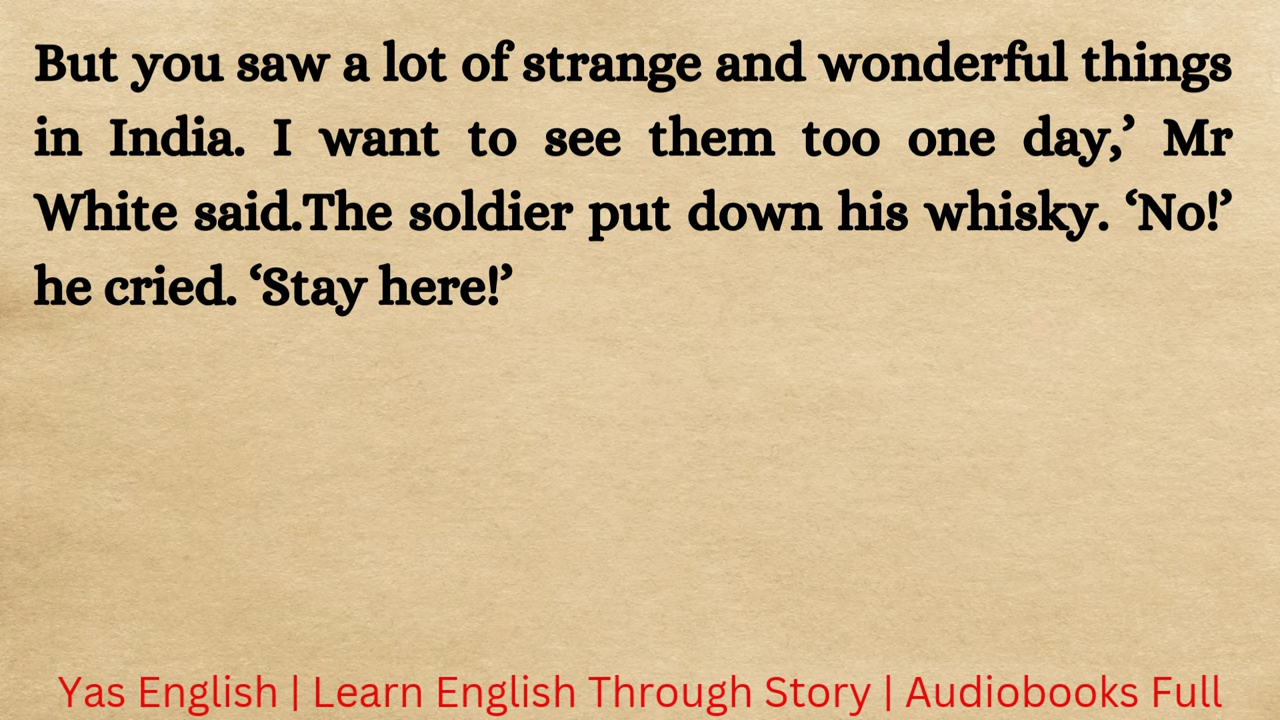 But you saw a lot of strange and wonderful things
in India. I want to see them too one day,’ Mr
White said.The soldier put down his whisky. ‘No!’
he cried. ‘Stay here!’
Yas English | Learn English Through Story | Audiobooks Full